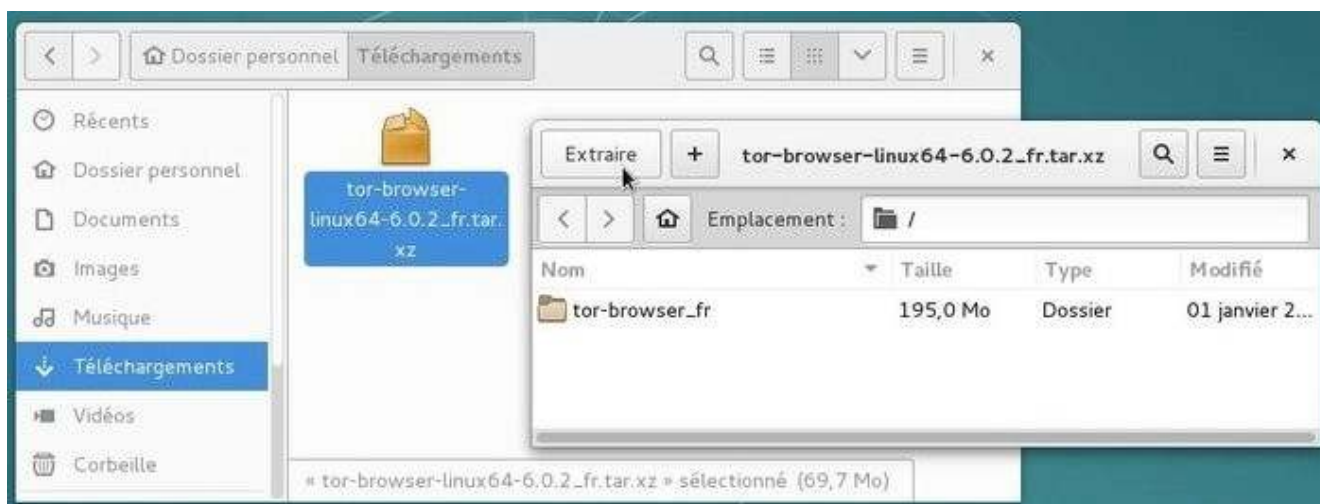 Dossier personnel Téléchargements
Récents
Dossier personnel
Documents
Images
Musique
Téléchargements
Vidéos
Corbeille
tor-browser-
linux64-6.0.2_fr.tar.
xz
« tor-browser-linux64-6.0.2_fr.tar.xz » sélectionné (69,7 Mo)
Extraire + tor-browser-linux64-6.0.2_fr.tar.xz
Emplacement : /
Nom Taille Type Modifié
tor-browser_fr 195,0 Mo Dossier 01 janvier 2...